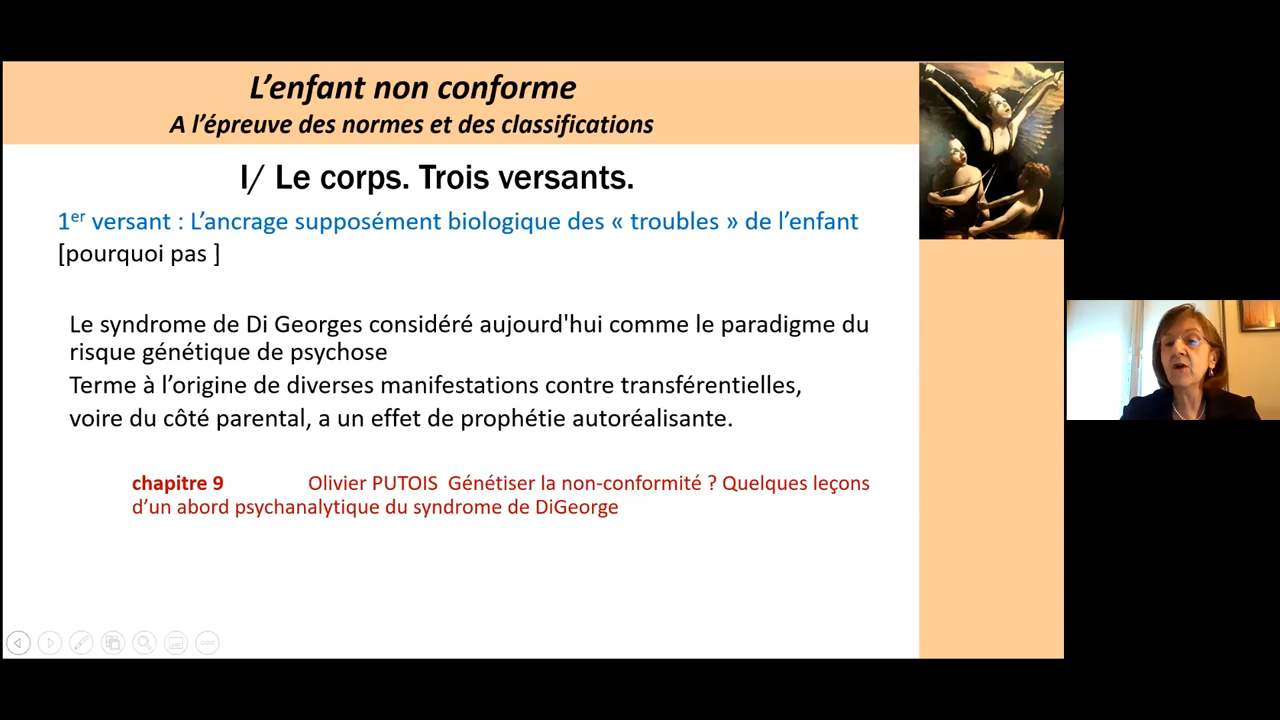 L’enfant non conforme
A l’épreuve des normes et des classifications
I/ Le corps. Trois versants.
1er versant : L’ancrage supposément biologique des « troubles » de l’enfant
[pourquoi pas ]
Le syndrome de Di Georges considéré aujourd'hui comme le paradigme du
risque génétique de psychose
Terme à l’origine de diverses manifestations contre transférentielles,
voire du côté parental, a un effet de prophétie autoréalisante.
chapitre 9 Olivier PUTOIS Génétiser la non-conformité ? Quelques leçons
d’un abord psychanalytique du syndrome de DiGeorge